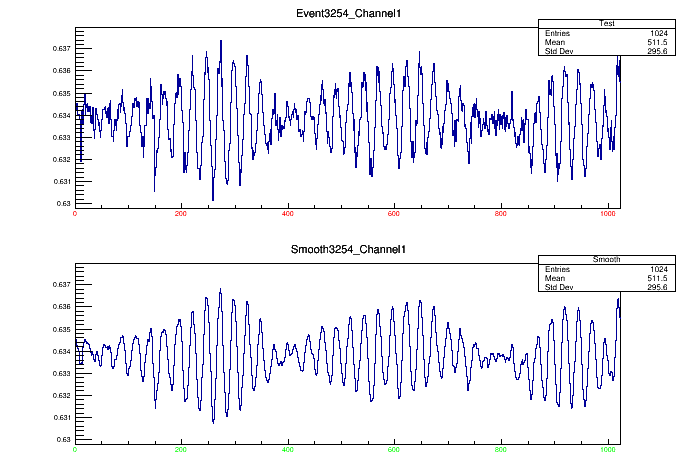 Event3254_Channel1
Test
Entries 1024
Mean 511.5
Std Dev 295.6
0.637
0.636
0.635
0.634
0.633
0.632
0.631
0.63
0 200 400 600 800 1000
Smooth3254_Channel1
Smooth
Entries 1024
Mean 511.5
Std Dev 295.6
0.637
0.636
0.635
0.634
0.633
0.632
0.631
0.63
0 200 400 600 800 1000